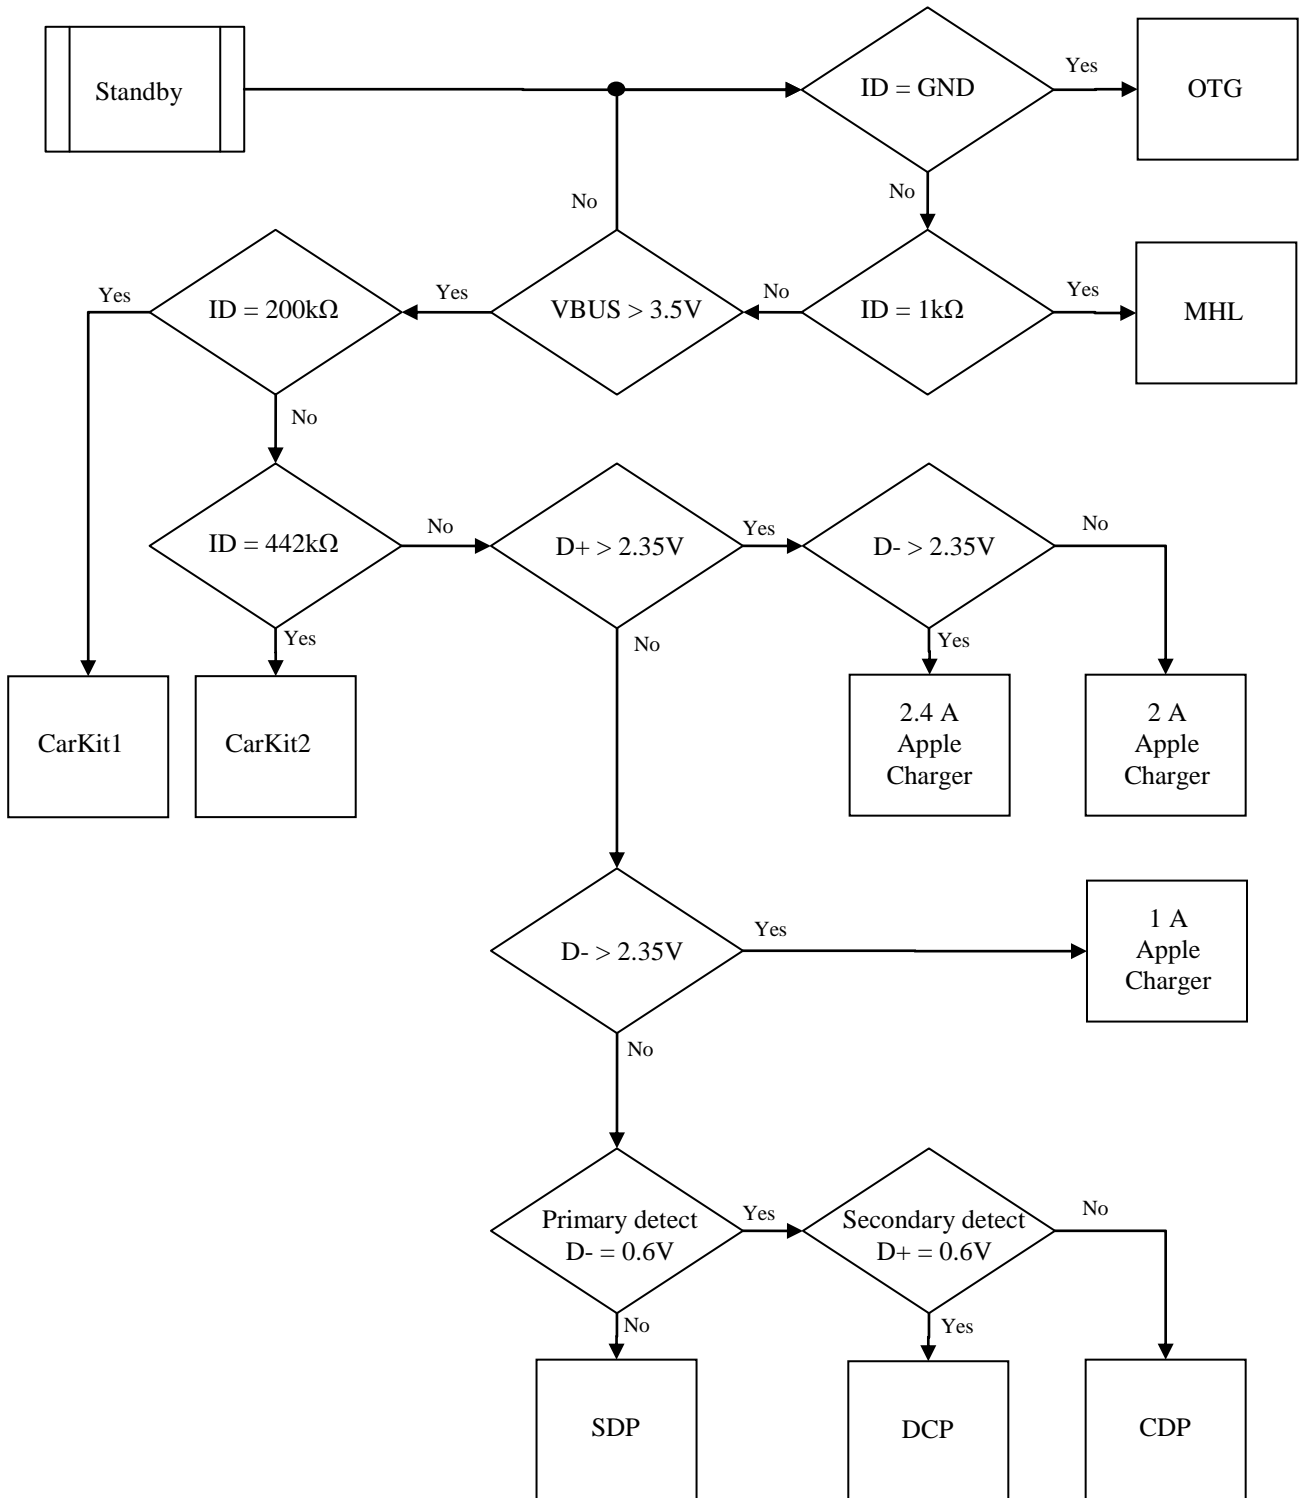 Standby
ID = GND
Yes
OTG
No
No
ID = 1kΩ
Yes
MHL
No
VBUS > 3.5V
Yes
ID = 200kΩ
Yes
No
ID = 442kΩ
No
D+ > 2.35V
Yes
D- > 2.35V
No
Yes
No
Yes
CarKit1
CarKit2
2.4 A
Apple
Charger
2 A
Apple
Charger
D- > 2.35V
Yes
1 A
Apple
Charger
No
Primary detect
D- = 0.6V
Yes
Secondary detect
D+ = 0.6V
No
No
Yes
SDP
DCP
CDP